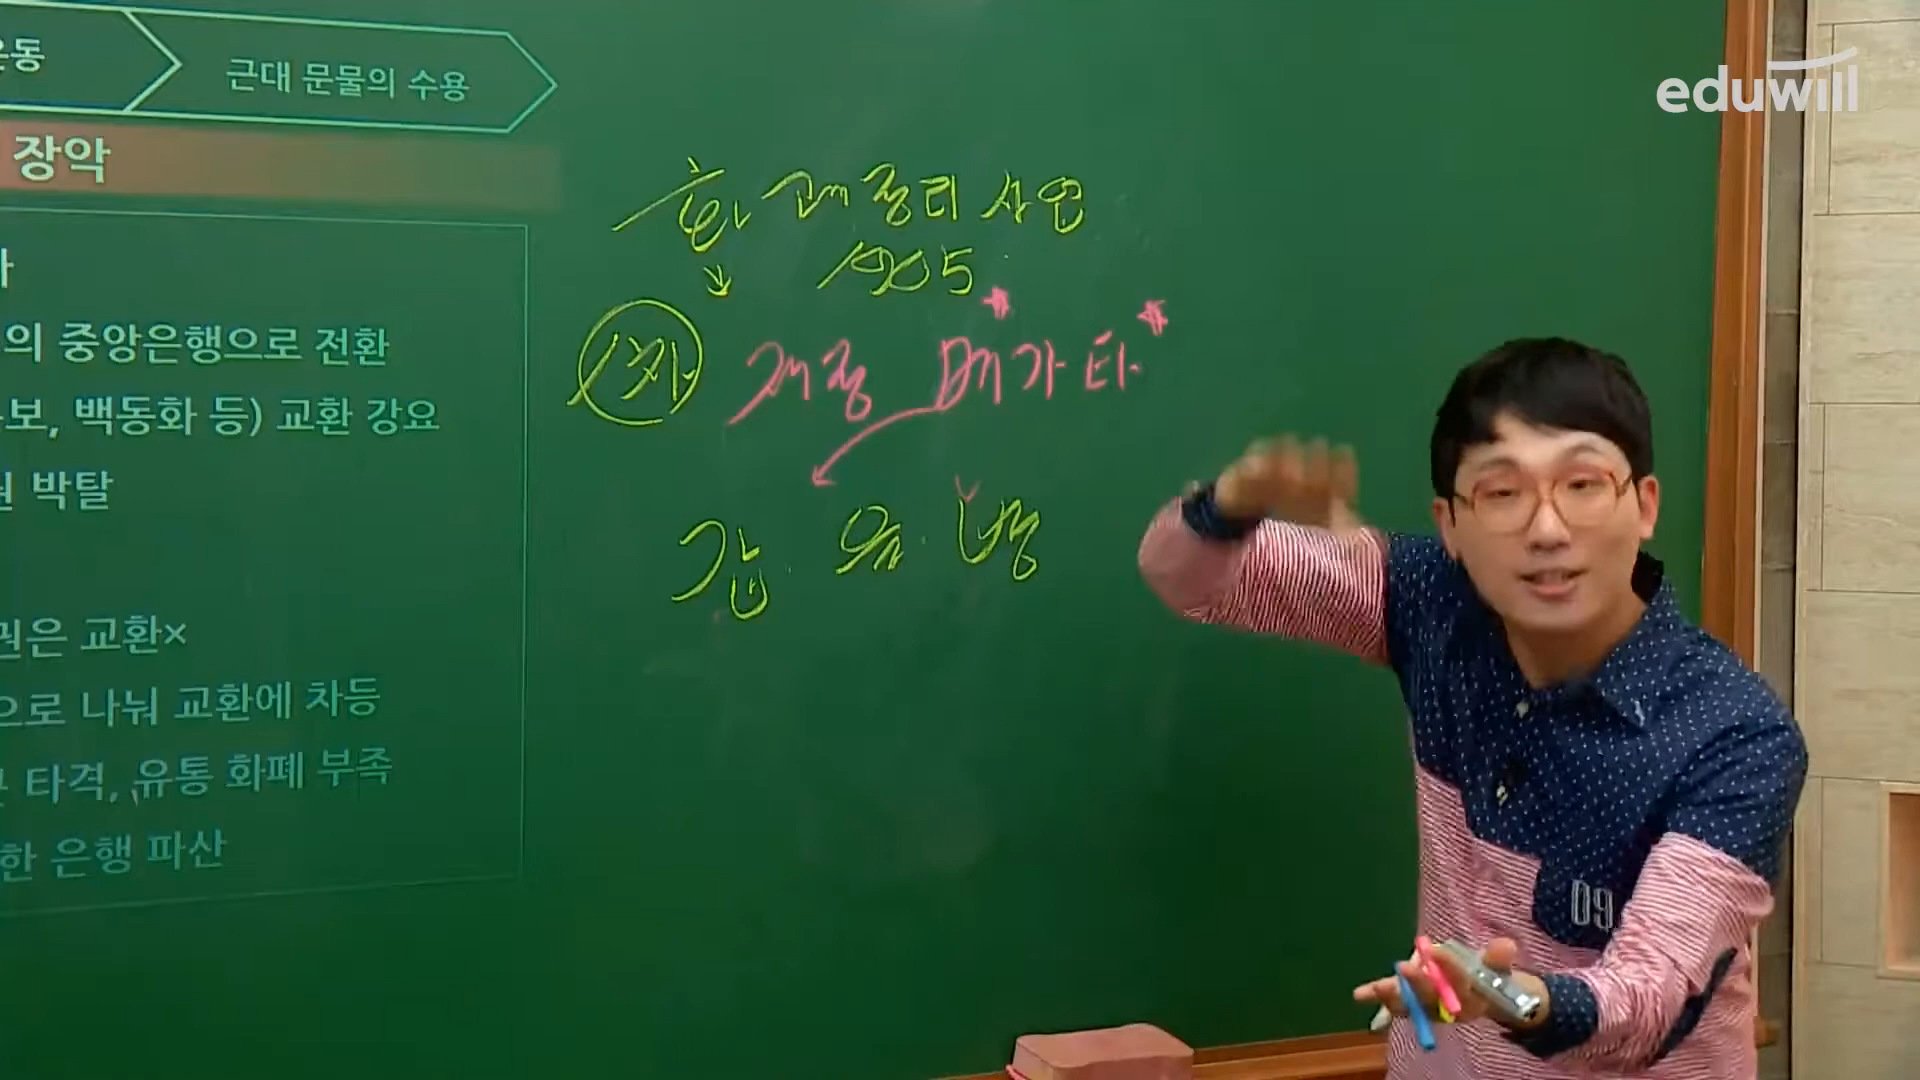 운동
근대 문물의 수용
장악
의 중앙은행으로 전환
보, 백동화 등) 교환 강요
박탈
은 교환×
으로 나눠 교환에 차등
타격, 유통 화폐 부족
한 은행 파산
화폐정리사업
1905
1차 재정 메가타
갑 을 병
eduwill
09